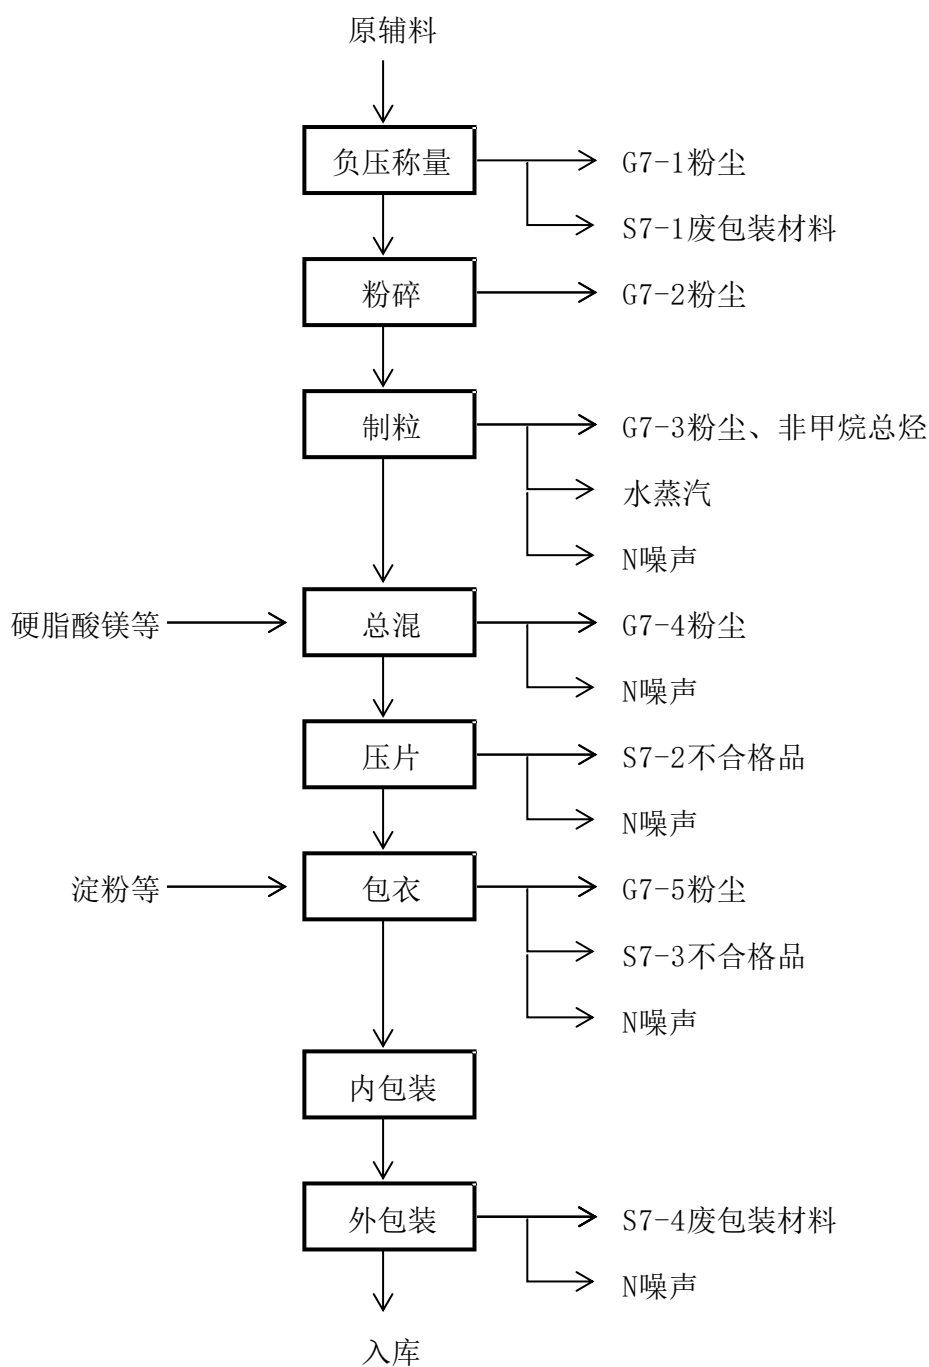 原辅料
负压称量
G7-1粉尘
S7-1废包装材料
粉碎
G7-2粉尘
制粒
G7-3粉尘、非甲烷总烃
水蒸汽
N噪声
硬脂酸镁等
总混
G7-4粉尘
N噪声
压片
S7-2不合格品
N噪声
淀粉等
包衣
G7-5粉尘
S7-3不合格品
N噪声
内包装
外包装
S7-4废包装材料
N噪声
入库